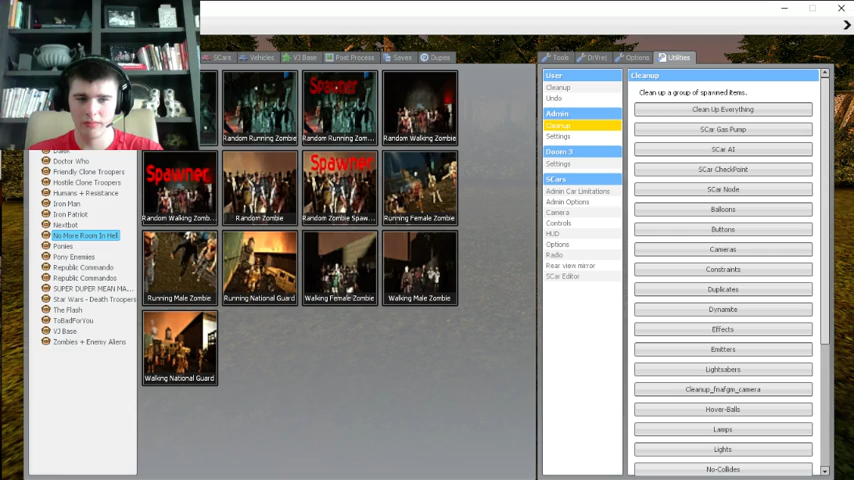 SCars Vehicles VJ Base Post Process Saves Dupes
Tools DrVrej Options Utilities
Doctor Who
Friendly Clone Troopers
Hostile Clone Troopers
Humans + Resistance
Iron Man
Iron Patriot
Nextbot
No More Room In Hell
Ponies
Pony Enemies
Republic Commando
Republic Commandos
SUPER DUPER MEAN MA...
Star Wars - Death Troopers
The Flash
ToBadForYou
VJ Base
Zombies + Enemy Aliens
Spawner
Random Running Zombie
Random Running Zom...
Random Walking Zombie
Spawner
Spawner
Random Walking Zomb...
Random Zombie
Random Zombie Spaw...
Running Female Zombie
Running Male Zombie
Running National Guard
Walking Female Zombie
Walking Male Zombie
Walking National Guard
User
Cleanup
Undo
Admin
Cleanup
Settings
Doom 3
Settings
SCars
Admin Car Limitations
Admin Options
Camera
Controls
HUD
Options
Radio
Rear view mirror
SCar Editor
Cleanup
Clean up a group of spawned items.
Clean Up Everything
SCar Gas Pump
SCar AI
SCar CheckPoint
SCar Node
Balloons
Buttons
Cameras
Constraints
Duplicates
Dynamite
Effects
Emitters
Lightsabers
Cleanup_fnafgm_camera
Hover-Balls
Lamps
Lights
No-Collides